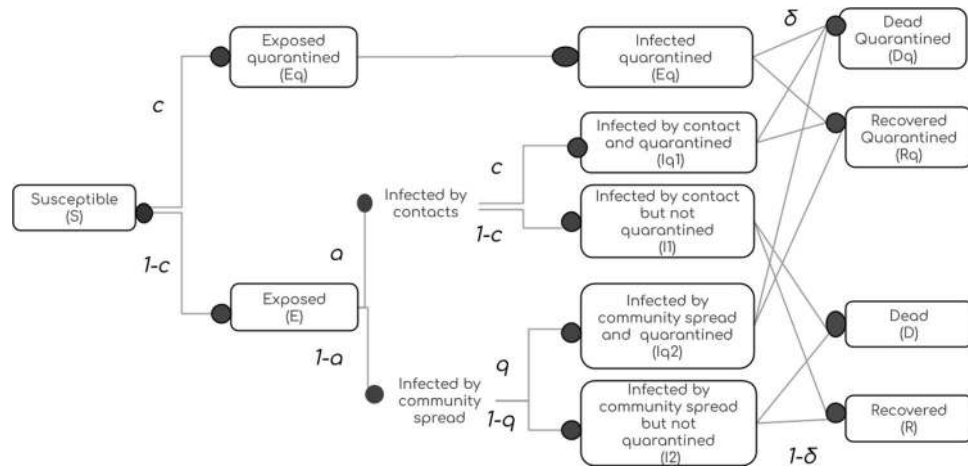 Exposed
quarantined
(Eq)
Infected
quarantined
(Eq)
δ
Dead
Quarantined
(Dq)
c
Infected by contact
and quarantined
(Iq1)
Recovered
Quarantined
(Rq)
Susceptible
(S)
Infected by
contacts
c
1-c
Infected by contact
but not
quarantined
(I1)
1-c
a
Exposed
(E)
1-a
Infected by
community spread
and quarantined
(Iq2)
Dead
(D)
Infected by
community
spread
q
1-q
Infected by
community spread
but not
quarantined
(I2)
Recovered
(R)
1-δ